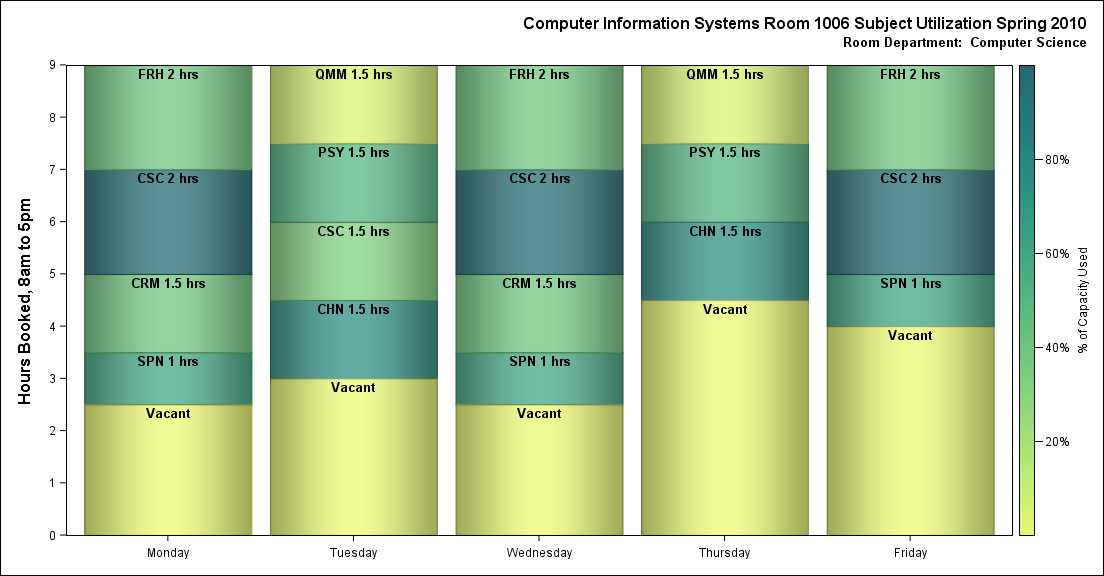 Computer Information Systems Room 1006 Subject Utilization Spring 2010
Room Department:  Computer Science
Hours Booked, 8am to 5pm
9
8
7
6
5
4
3
2
1
0
FRH 2 hrs
CSC 2 hrs
CRM 1.5 hrs
SPN 1 hrs
Vacant
QMM 1.5 hrs
PSY 1.5 hrs
CSC 1.5 hrs
CHN 1.5 hrs
Vacant
FRH 2 hrs
CSC 2 hrs
CRM 1.5 hrs
SPN 1 hrs
Vacant
QMM 1.5 hrs
PSY 1.5 hrs
CHN 1.5 hrs
Vacant
FRH 2 hrs
CSC 2 hrs
SPN 1 hrs
Vacant
Monday
Tuesday
Wednesday
Thursday
Friday
80%
60%
40%
20%
% of Capacity Used